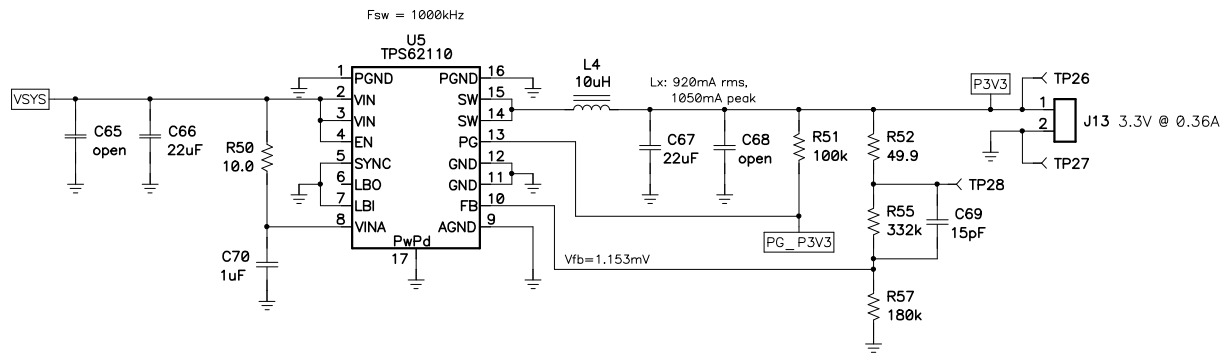 Fsw = 1000kHz
U5
TPS62110
VSYS
C65
open
C66
22uF
R50
10.0
C70
1uF
1 PGND
2 VIN
3 VIN
4 EN
5 SYNC
6 LBO
7 LBI
8 VINA
PGND 16
SW 15
SW 14
PG 13
GND 12
GND 11
FB 10
AGND 9
PwPd
17
L4
10uH
Lx: 920mA rms,
1050mA peak
C67
22uF
C68
open
R51
100k
PG_P3V3
Vfb=1.153mV
R52
49.9
TP28
R55
332k
C69
15pF
R57
180k
P3V3
TP26
1
2
J13 3.3V @ 0.36A
TP27